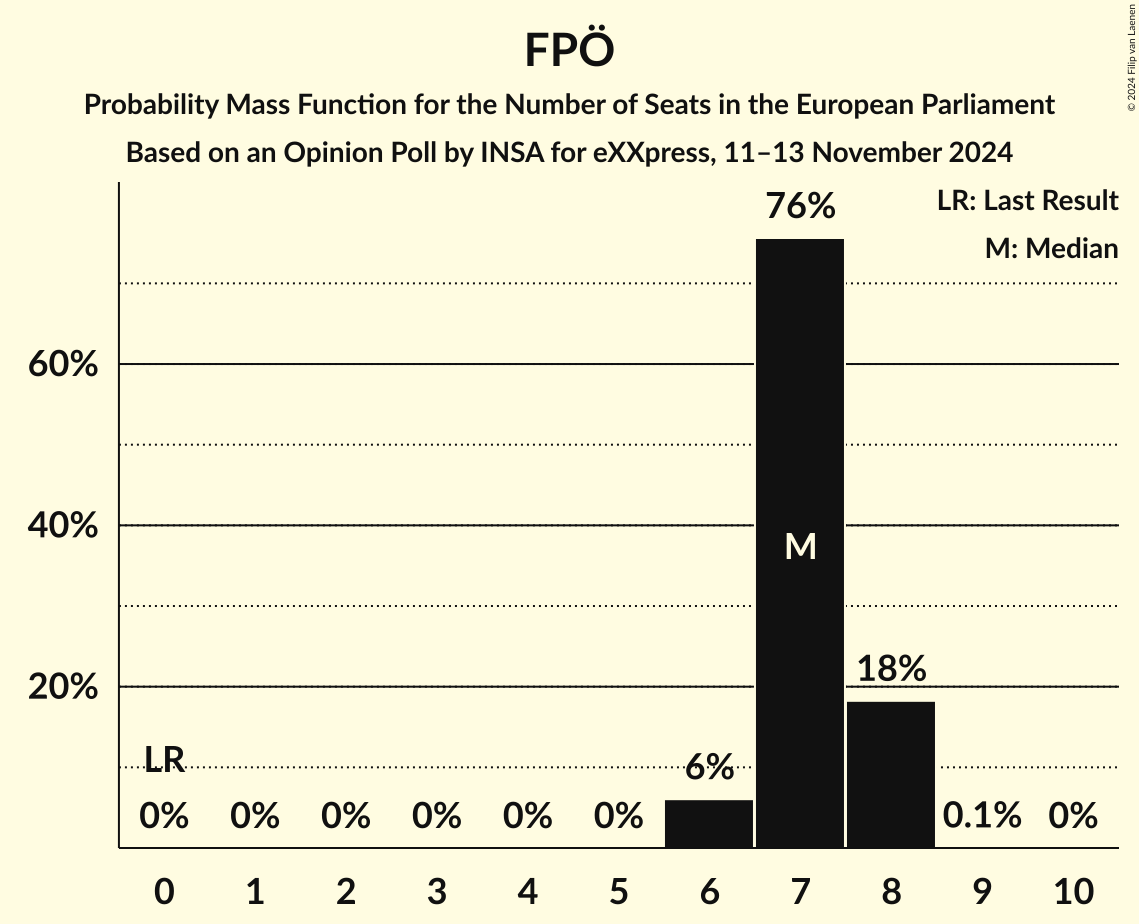 FPÖ
Probability Mass Function for the Number of Seats in the European Parliament
Based on an Opinion Poll by INSA for eXXpress, 11–13 November 2024
© 2024 Filip van Laenen
LR: Last Result
M: Median
76%
60%
40%
M
18%
20%
LR
6%
0% 0% 0% 0% 0% 0% 0.1% 0%
0 1 2 3 4 5 6 7 8 9 10